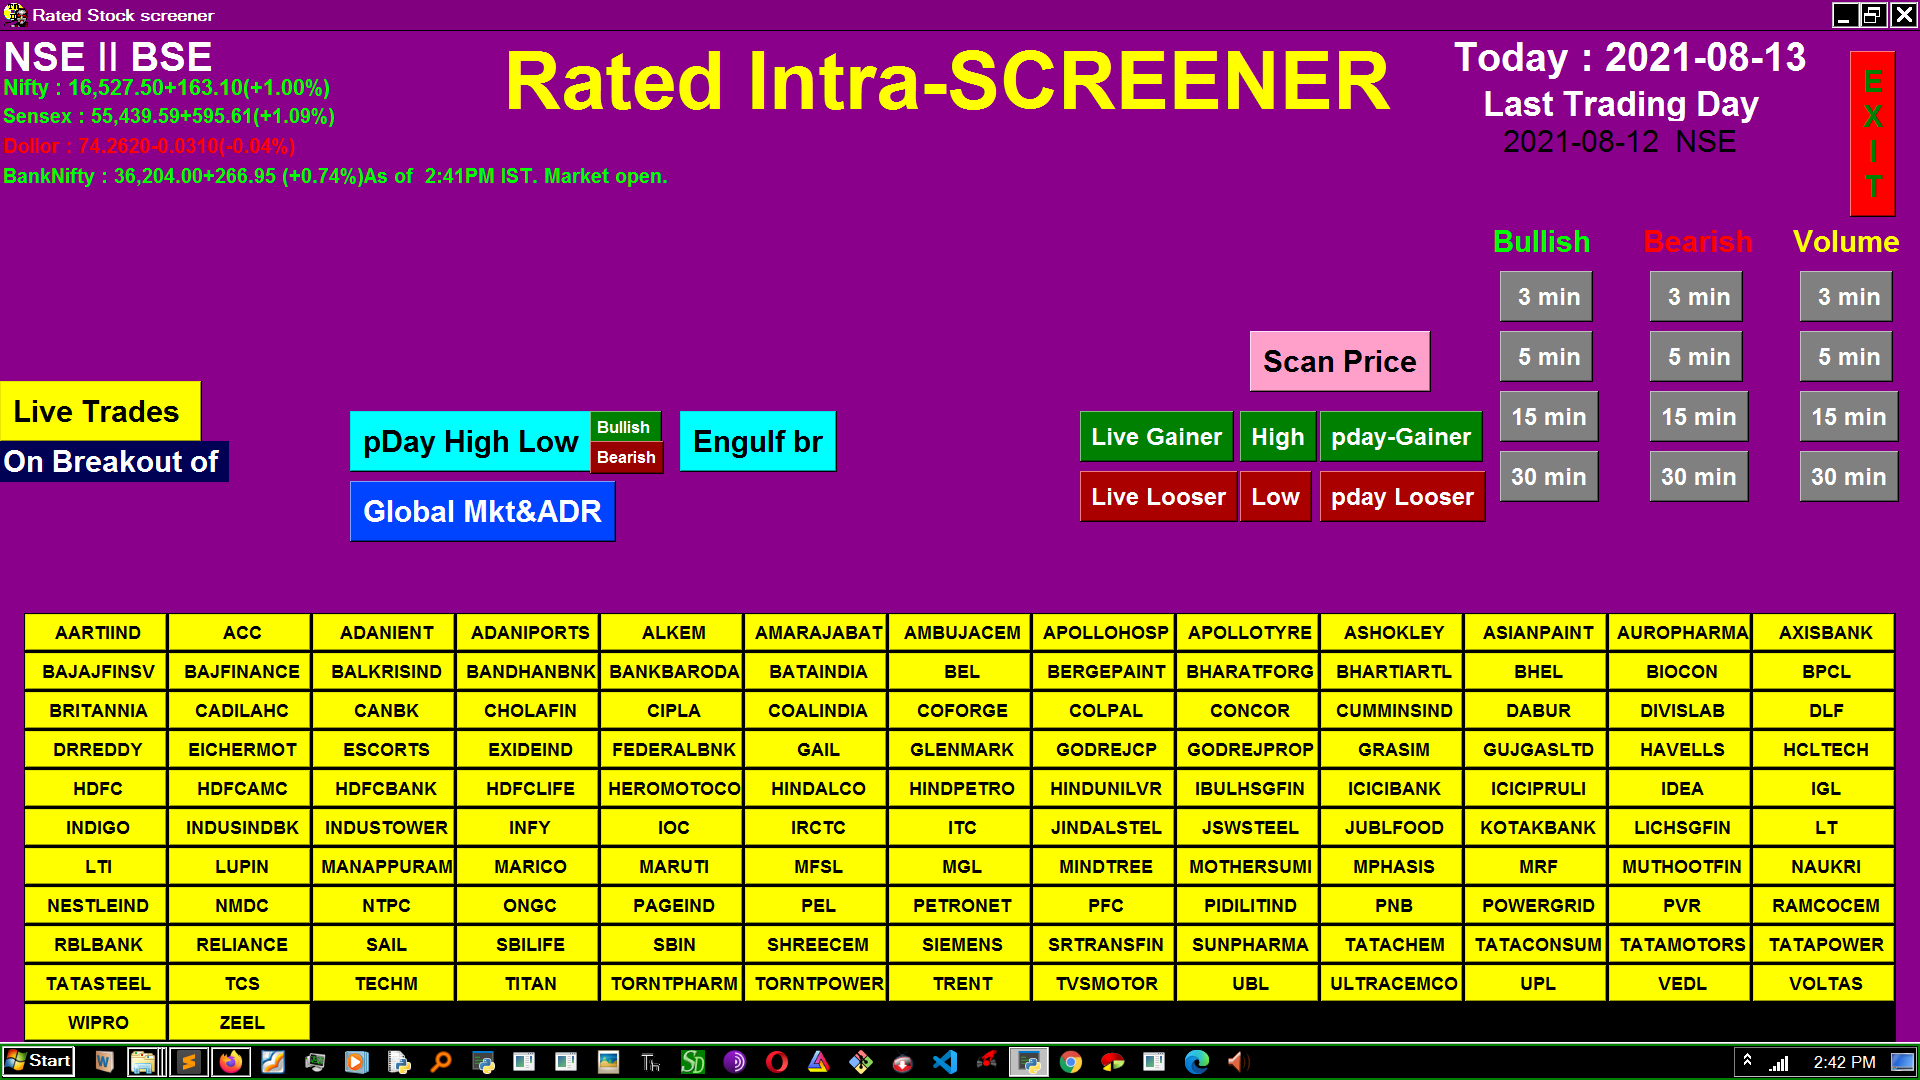 Rated Stock screener
NSE || BSE
Nifty : 16,527.50+163.10(+1.00%)
Sensex : 55,439.59+595.61(+1.09%)
Dollor : 74.2620-0.0310(-0.04%)
BankNifty : 36,204.00+266.95 (+0.74%)As of 2:41PM IST. Market open.
Rated Intra-SCREENER
Today : 2021-08-13
Last Trading Day
2021-08-12 NSE
EXIT
Bullish Bearish Volume
3 min 3 min 3 min
5 min 5 min 5 min
15 min 15 min 15 min
30 min 30 min 30 min
Scan Price
Live Trades
On Breakout of
pDay High Low
Bullish
Bearish
Engulf br
Global Mkt&ADR
Live Gainer High pday-Gainer
Live Looser Low pday Looser
AARTIIND ACC ADANIENT ADANIPORTS ALKEM AMARAJABAT AMBUJACEM APOLLOHOSP APOLLOTYRE ASHOKLEY ASIANPAINT AUROPHARMA AXISBANK
BAJAJFINSV BAJFINANCE BALKRISIND BANDHANBNK BANKBARODA BATAINDIA BEL BERGEPAINT BHARATFORG BHARTIARTL BHEL BIOCON BPCL
BRITANNIA CADILAHC CANBK CHOLAFIN CIPLA COALINDIA COFORGE COLPAL CONCOR CUMMINSIND DABUR DIVISLAB DLF
DRREDDY EICHERMOT ESCORTS EXIDEIND FEDERALBNK GAIL GLENMARK GODREJCP GODREJPROP GRASIM GUJGASLTD HAVELLS HCLTECH
HDFC HDFCAMC HDFCBANK HDFCLIFE HEROMOTOCO HINDALCO HINDPETRO HINDUNILVR IBULHSGFIN ICICIBANK ICICIPRULI IDEA IGL
INDIGO INDUSINDBK INDUSTOWER INFY IOC IRCTC ITC JINDALSTEL JSWSTEEL JUBLFOOD KOTAKBANK LICHSGFIN LT
LTI LUPIN MANAPPURAM MARICO MARUTI MFSL MGL MINDTREE MOTHERSUMI MPHASIS MRF MUTHOOTFIN NAUKRI
NESTLEIND NMDC NTPC ONGC PAGEIND PEL PETRONET PFC PIDILITIND PNB POWERGRID PVR RAMCOCEM
RBLBANK RELIANCE SAIL SBILIFE SBIN SHREECEM SIEMENS SRTRANSFIN SUNPHARMA TATACHEM TATACONSUM TATAMOTORS TATAPOWER
TATASTEEL TCS TECHM TITAN TORNTPHARM TORNTPOWER TRENT TVSMOTOR UBL ULTRACEMCO UPL VEDL VOLTAS
WIPRO ZEEL
Start
2:42 PM